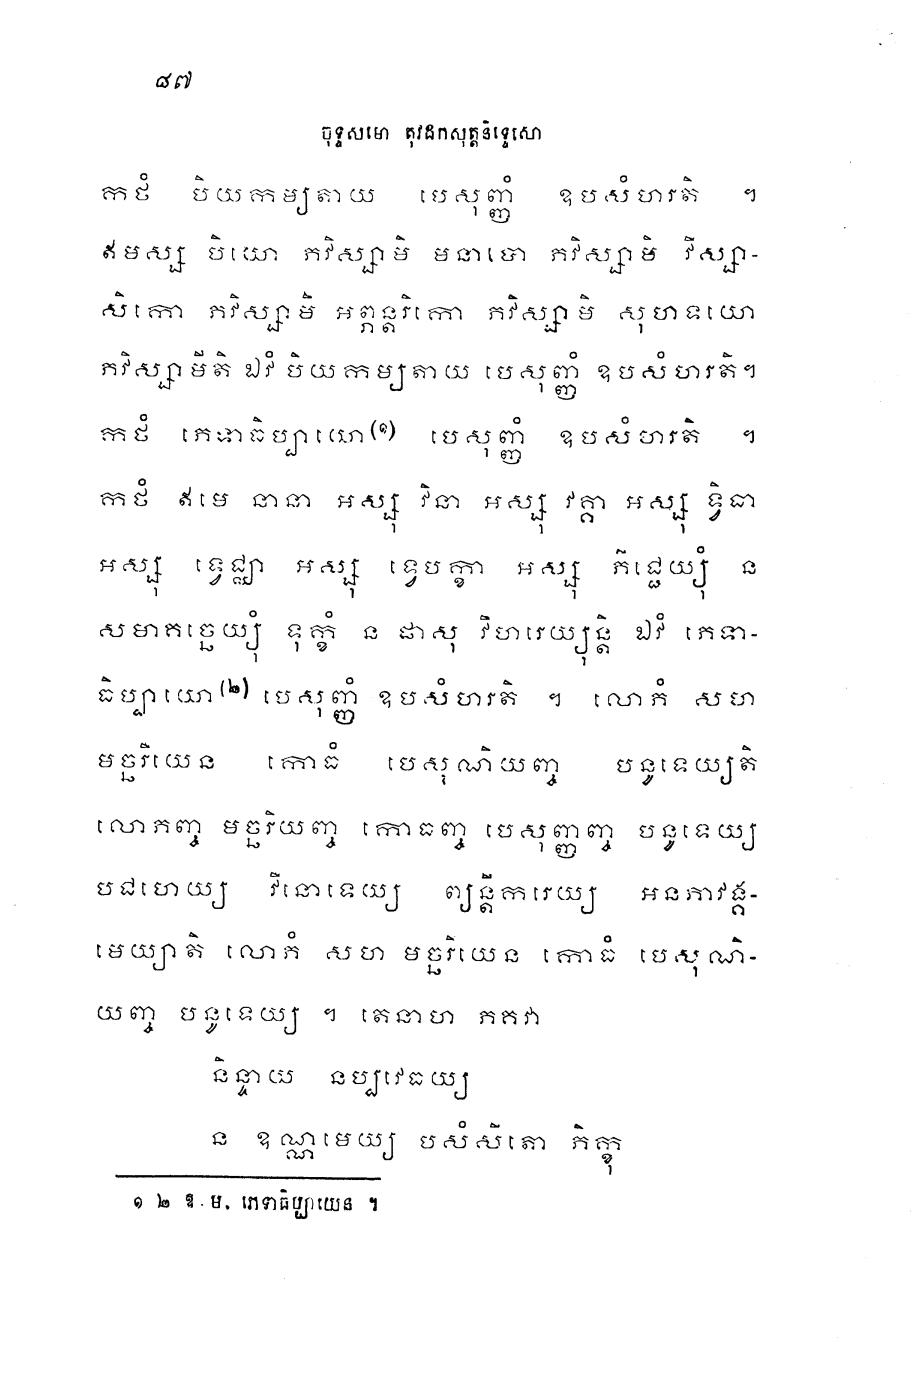 ៨៧
ចុទ្ទសមោ តុវដកសុត្តនិទ្ទេសោ
កថំ បិយកម្យតាយ បេសុញ្ញំ ឧបសំហរតិ ។
ឥមស្ស បិយោ ភវិស្សាមិ មនាបោ ភវិស្សាមិ វិស្សា-
សិកោ ភវិស្សាមិ អព្ភន្តរិកោ ភវិស្សាមិ សុហទយោ
ភវិស្សាមីតិ ឯវំ បិយកម្យតាយ បេសុញ្ញំ ឧបសំហរតិ។
កថំ ភេទាធិប្បាយោ(១) បេសុញ្ញំ ឧបសំហរតិ ។
កថំ ឥមេ នានា អស្សុ វិនា អស្សុ វគ្គា អស្សុ ទ្វិធា
អស្សុ ទ្វេជ្ឈា អស្សុ ទ្វេបក្ខា អស្សុ ភិជ្ជេយ្យុំ ន
សមាគច្ឆេយ្យុំ ទុក្ខំ ន ផាសុ វិហរេយ្យុន្តិ ឯវំ ភេទា-
ធិប្បាយោ(២) បេសុញ្ញំ ឧបសំហរតិ ។ លោភំ សហ
មច្ឆរិយេន កោធំ បេសុណិយញ្ច បនូទេយ្យតិ
លោភញ្ច មច្ឆរិយញ្ច កោធញ្ច បេសុញ្ញញ្ច បនូទេយ្យ
បជហេយ្យ វិនោទេយ្យ ព្យន្តីករេយ្យ អនភាវង្គ-
មេយ្យាតិ លោភំ សហ មច្ឆរិយេន កោធំ បេសុណិ-
យញ្ច បនូទេយ្យ ។ តេនាហ ភគវា
និន្ទាយ នប្បវេធយ្យ
ន ឧណ្ណមេយ្យ បសំសិតោ ភិក្ខុ
១ ២ ឱ.ម. ភេទាធិប្បាយេន ។